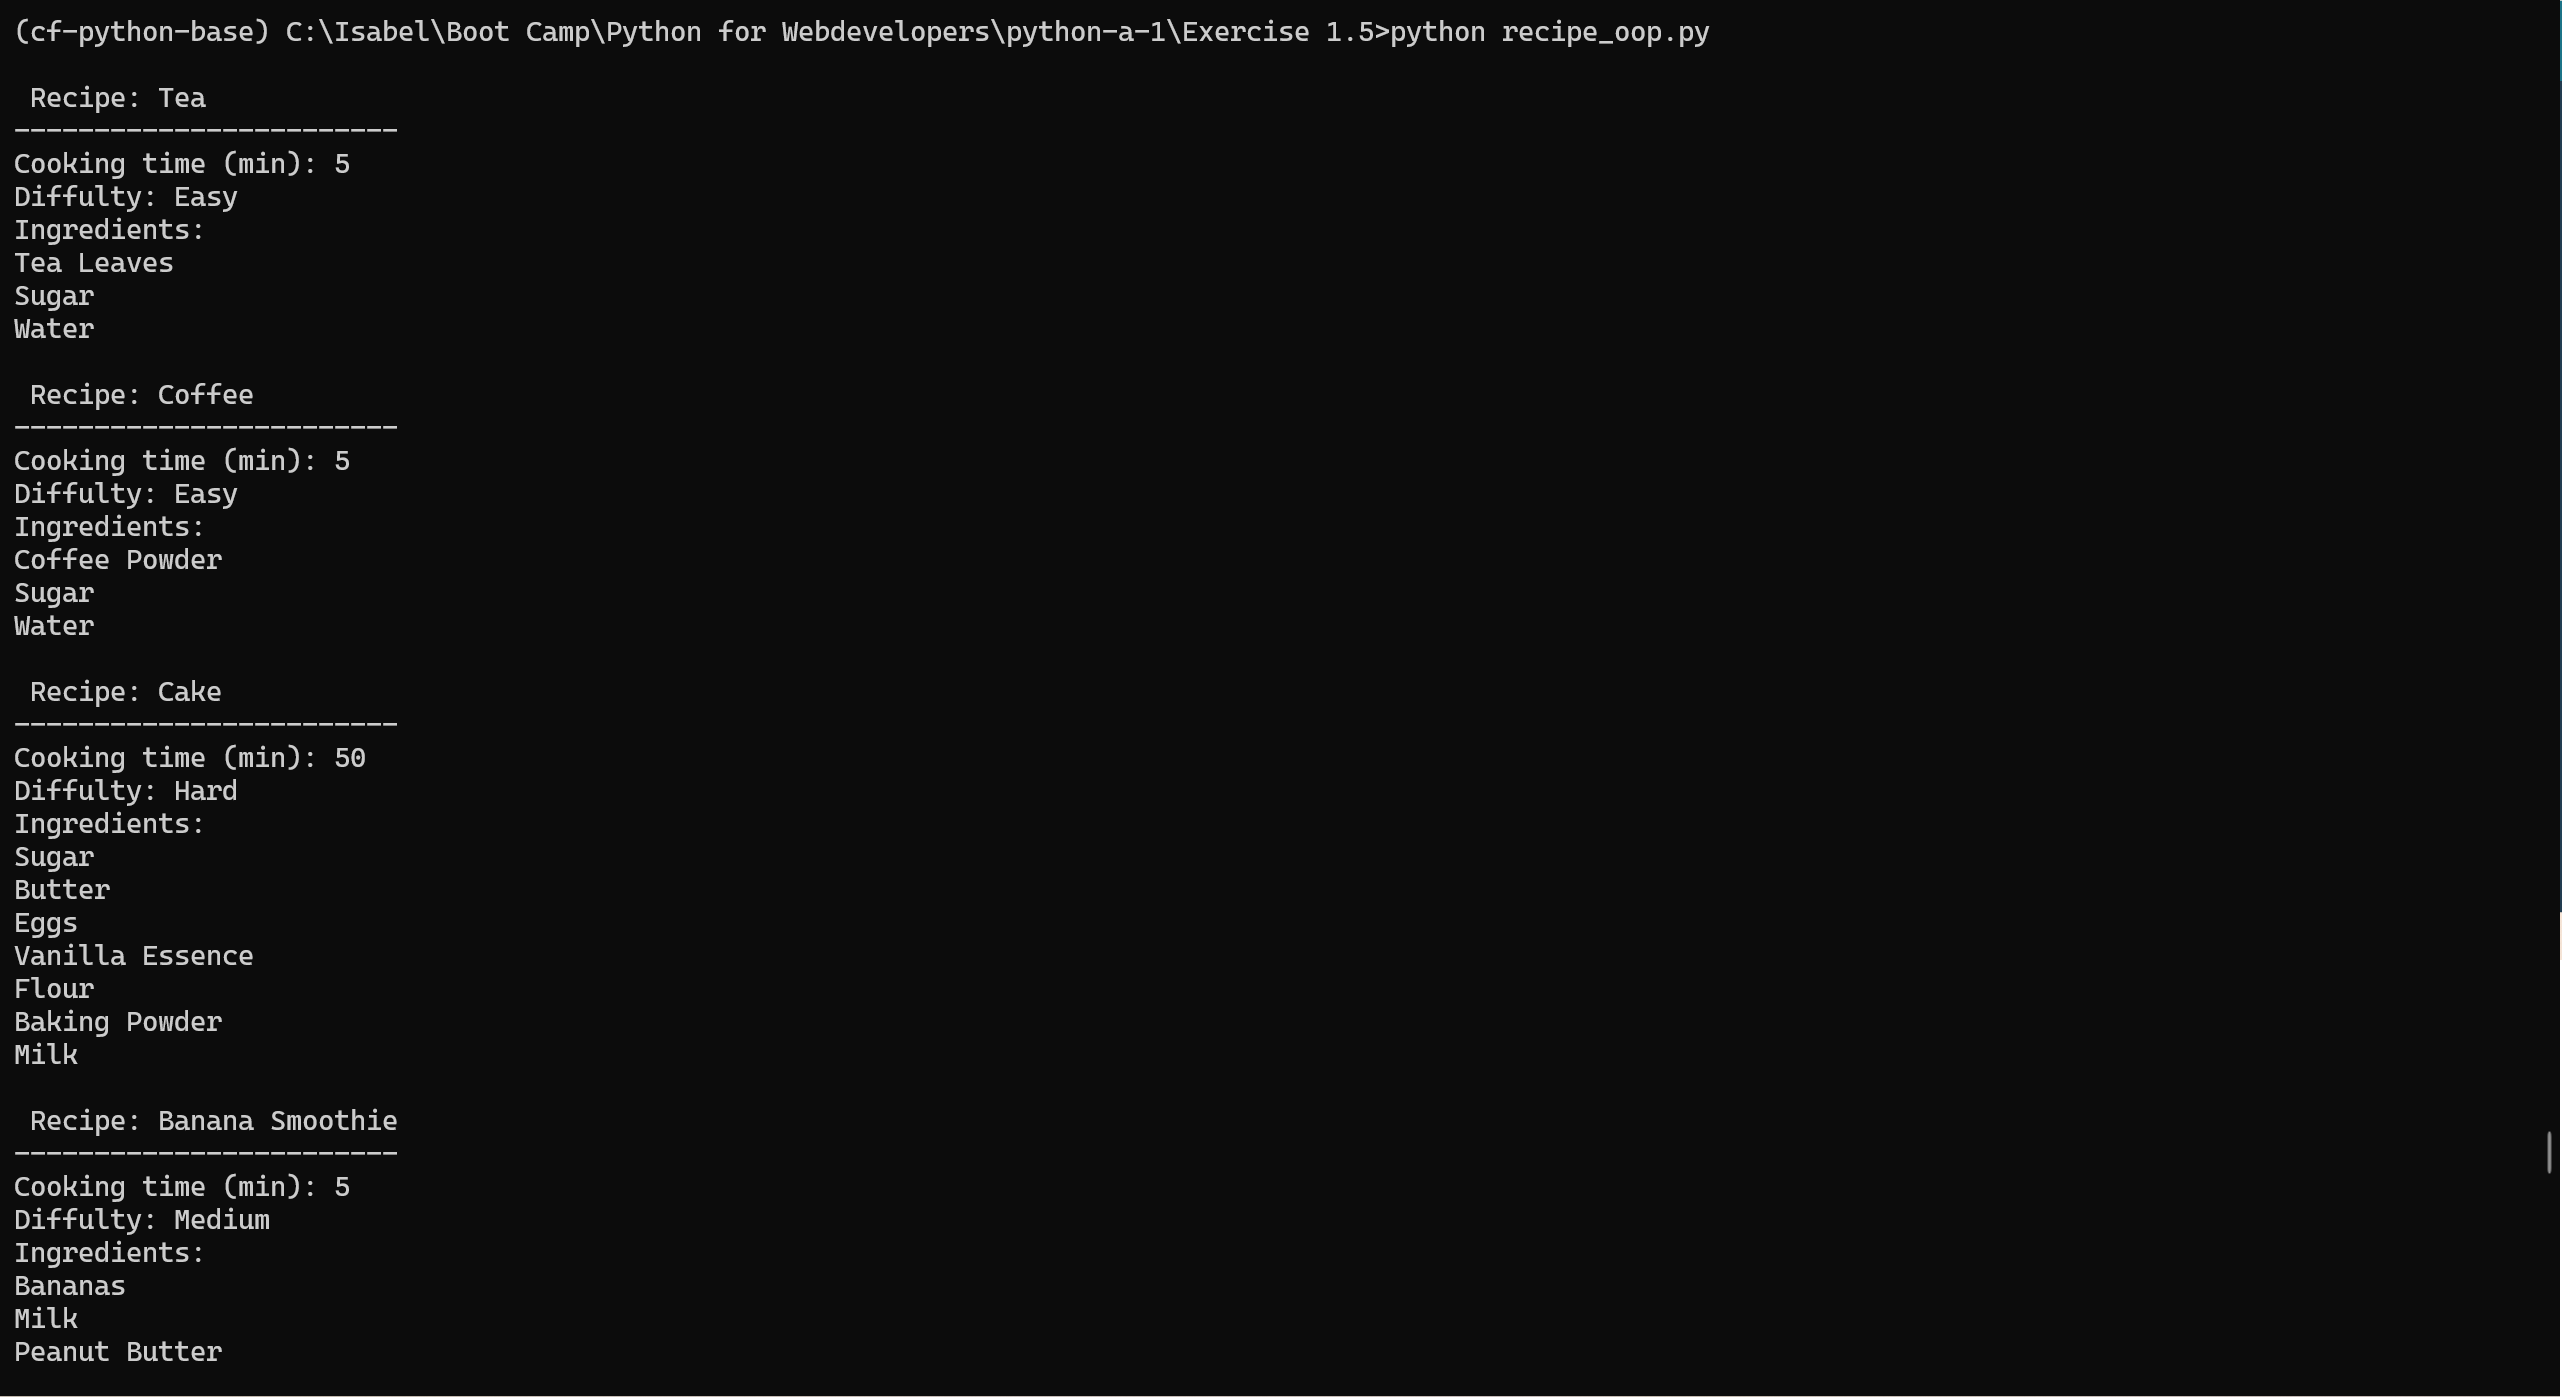 (cf-python-base) C:\Isabel\Boot Camp\Python for Webdevelopers\python-a-1\Exercise 1.5>python recipe_oop.py
Recipe: Tea
------------------------
Cooking time (min): 5
Diffulty: Easy
Ingredients:
Tea Leaves
Sugar
Water
Recipe: Coffee
------------------------
Cooking time (min): 5
Diffulty: Easy
Ingredients:
Coffee Powder
Sugar
Water
Recipe: Cake
------------------------
Cooking time (min): 50
Diffulty: Hard
Ingredients:
Sugar
Butter
Eggs
Vanilla Essence
Flour
Baking Powder
Milk
Recipe: Banana Smoothie
------------------------
Cooking time (min): 5
Diffulty: Medium
Ingredients:
Bananas
Milk
Peanut Butter